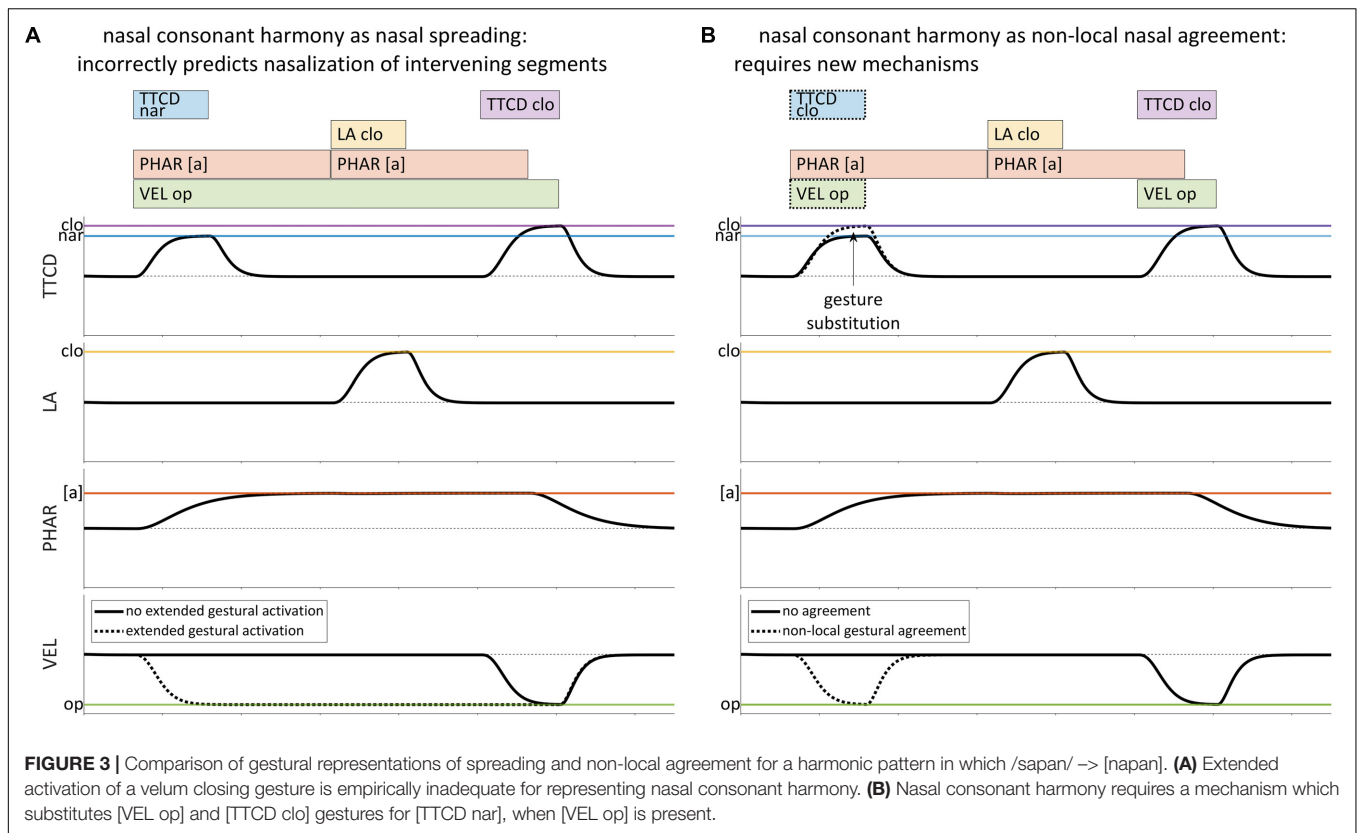 A nasal consonant harmony as nasal spreading:
incorrectly predicts nasalization of intervening segments
TTCD
nar
TTCD clo
LA clo
PHAR [a]
PHAR [a]
VEL op
clo
nar
TTCD
clo
LA
[a]
PHAR
no extended gestural activation
extended gestural activation
VEL
op
B nasal consonant harmony as non-local nasal agreement:
requires new mechanisms
TTCD
clo
TTCD clo
LA clo
PHAR [a]
PHAR [a]
VEL op
VEL op
clo
nar
gesture
substitution
clo
[a]
no agreement
non-local gestural agreement
op
FIGURE 3 | Comparison of gestural representations of spreading and non-local agreement for a harmonic pattern in which /sapan/ –> [napan]. (A) Extended
activation of a velum closing gesture is empirically inadequate for representing nasal consonant harmony. (B) Nasal consonant harmony requires a mechanism which
substitutes [VEL op] and [TTCD clo] gestures for [TTCD nar], when [VEL op] is present.